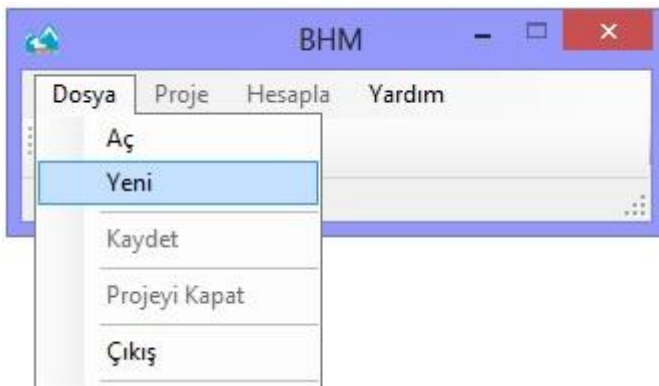 BHM
Dosya Proje Hesapla Yardım
Aç
Yeni
Kaydet
Projeyi Kapat
Çıkış